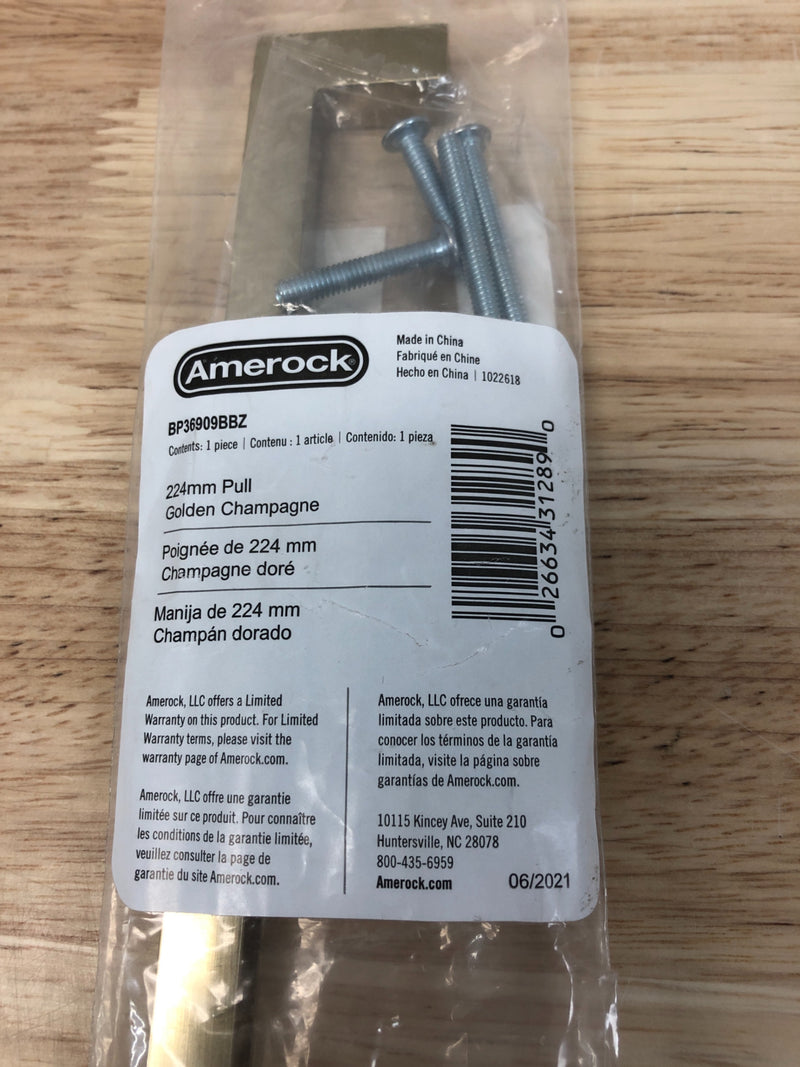 Amerock®
Made in China
Fabriqué en Chine
Hecho en China | 1022618
BP36909BBZ
Contents: 1 piece | Contenu : 1 article | Contenido: 1 pieza
224mm Pull
Golden Champagne
Poignée de 224 mm
Champagne doré
Manija de 224 mm
Champán dorado
0 26634 31289 0
Amerock, LLC offers a Limited
Warranty on this product. For Limited
Warranty terms, please visit the
warranty page of Amerock.com.
Amerock, LLC offre une garantie
limitée sur ce produit. Pour connaître
les conditions de la garantie limitée,
veuillez consulter la page de
garantie du site Amerock.com.
Amerock, LLC ofrece una garantía
limitada sobre este producto. Para
conocer los términos de la garantía
limitada, visite la página sobre
garantías de Amerock.com.
10115 Kincey Ave, Suite 210
Huntersville, NC 28078
800-435-6959
Amerock.com
06/2021